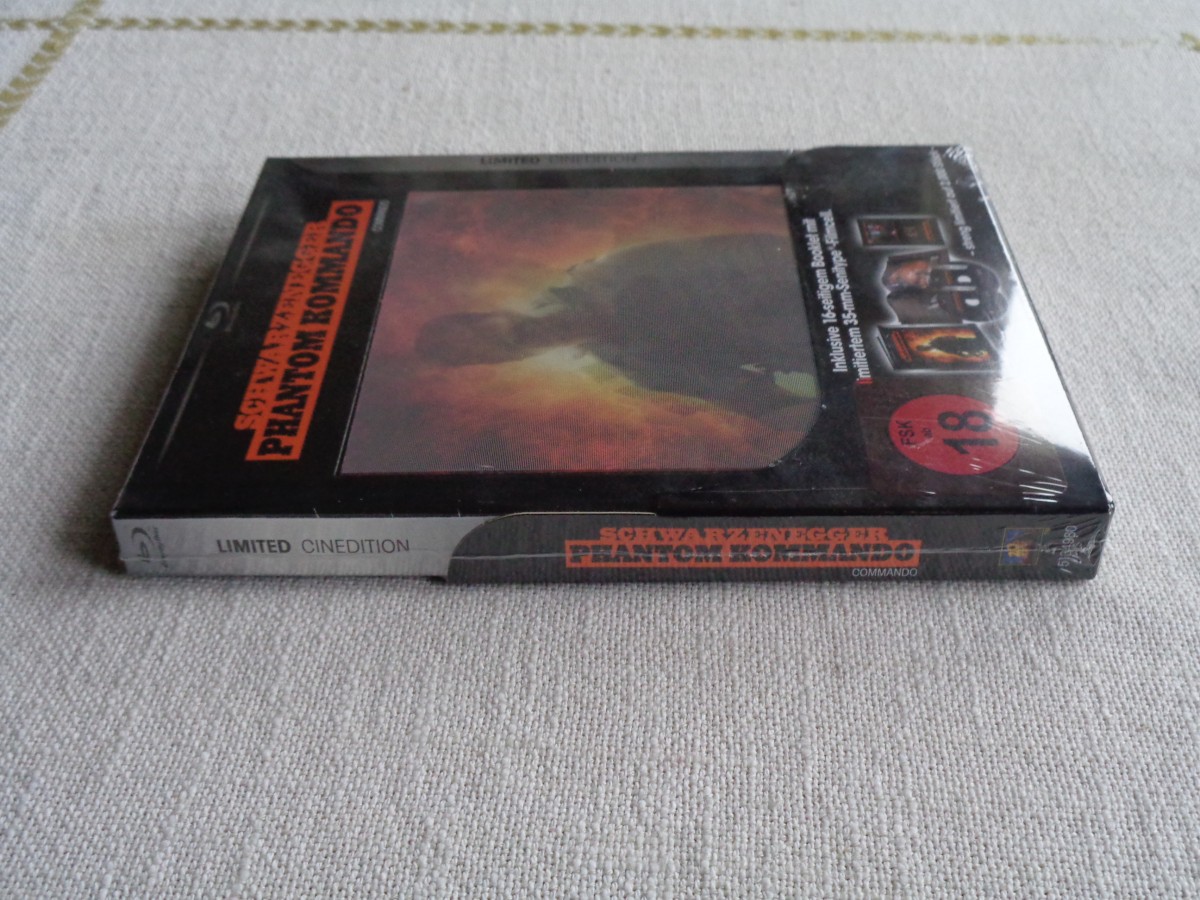 LIMITED CINEDITION
SCHWARZENEGGER
PHANTOM KOMMANDO
COMMANDO
Inklusive 16-seitigem Booklet mit
limitiertem 35-mm-Senitype®-Filmcell.
FSK
ab
18
LIMITED CINEDITION
SCHWARZENEGGER
PHANTOM KOMMANDO
COMMANDO